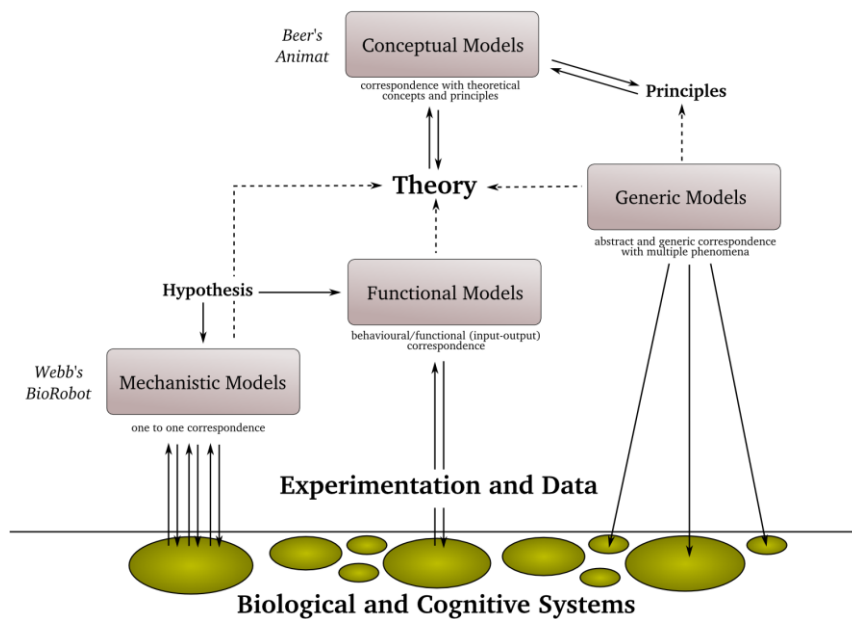 Beer's
Animat
Conceptual Models
correspondence with theoretical
concepts and principles
Principles
Theory
Generic Models
abstract and generic correspondence
with multiple phenomena
Hypothesis
Functional Models
behavioural/functional (input-output)
correspondence
Webb's
BioRobot
Mechanistic Models
one to one correspondence
Experimentation and Data
Biological and Cognitive Systems